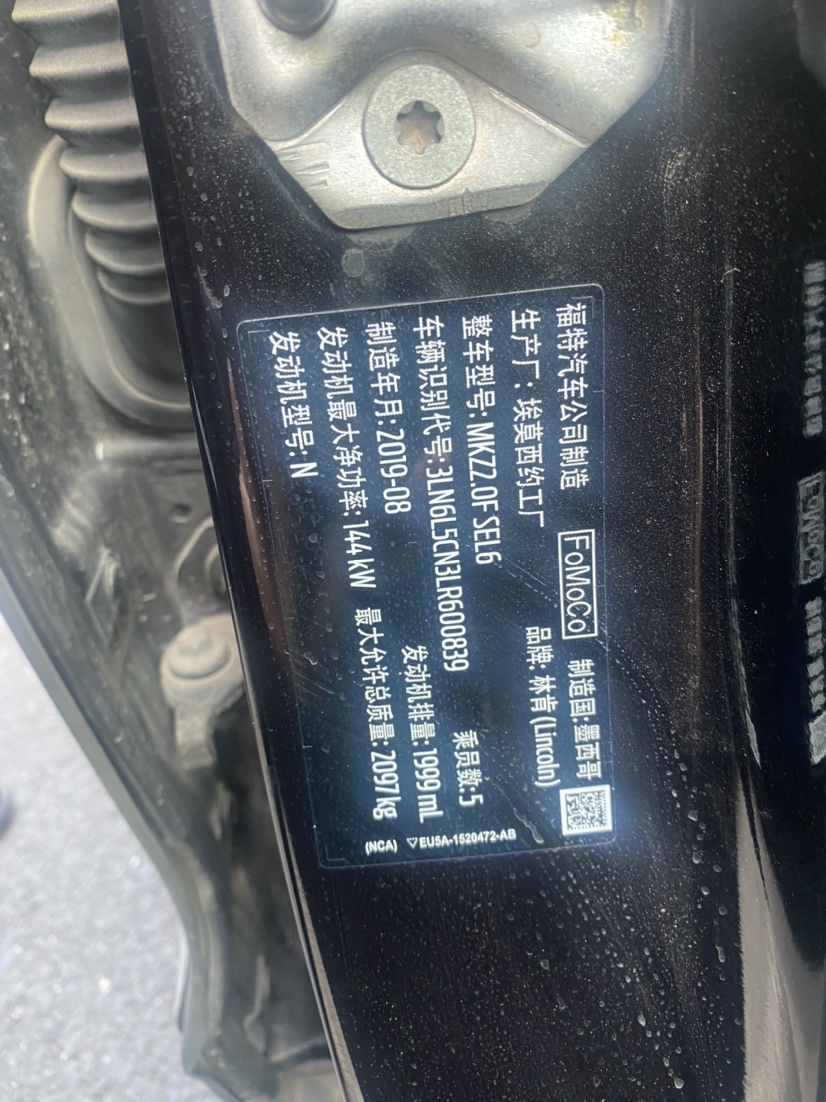 福特汽车公司制造 FoMoCo 制造国:墨西哥
生产厂: 埃莫西约工厂 品牌: 林肯(Lincoln)
整车型号: MKZ2.0F SEL6 乘员数:5
车辆识别代号:3LN6L5CN3LR600839
制造年月: 2019-08 发动机排量: 1999 mL
发动机最大净功率: 144 kW 最大允许总质量: 2097kg
发动机型号: N
(NCA) ▽EU5A-1520472-AB